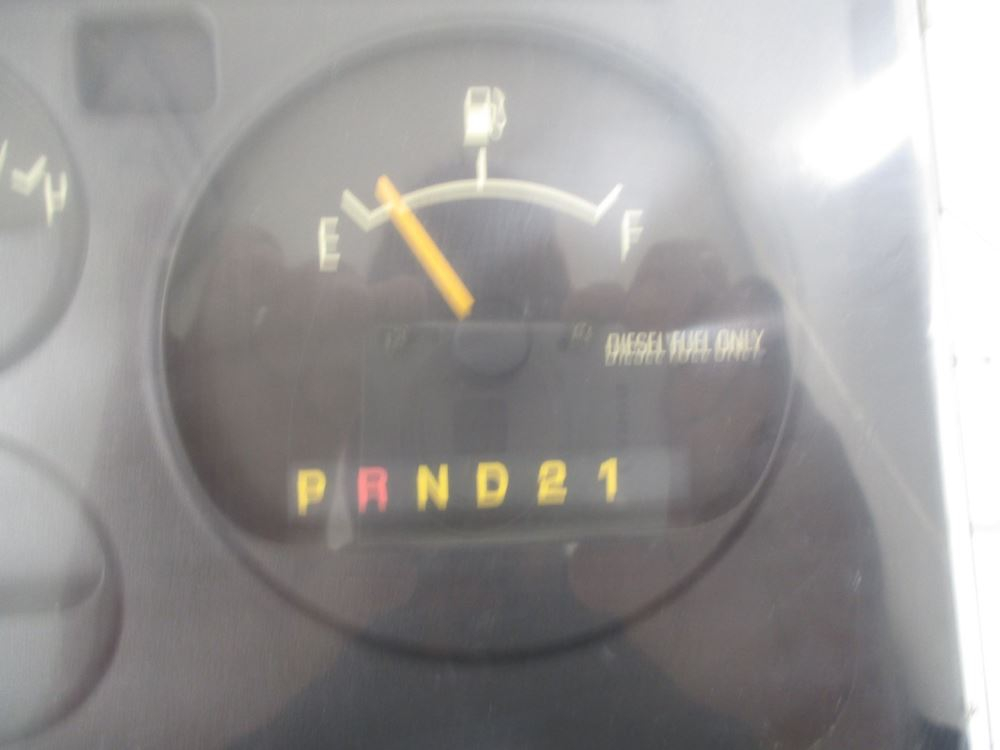 H
E F
DIESEL FUEL ONLY
P R N D 2 1